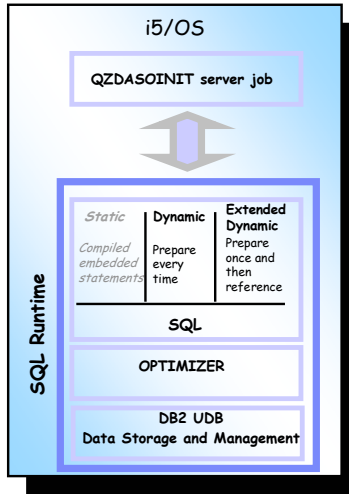 i5/OS
QZDASOINIT server job
Static
Compiled
embedded
statements
Dynamic
Prepare
every
time
Extended
Dynamic
Prepare
once and
then
reference
SQL
SQL Runtime
OPTIMIZER
DB2 UDB
Data Storage and Management